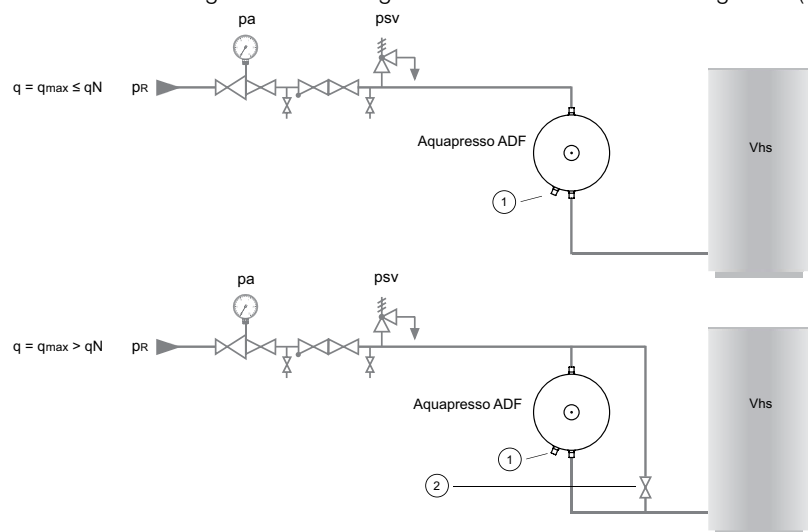 pa psv
q = qmax ≤ qN pR
Aquapresso ADF
Vhs
1
pa psv
q = qmax > qN pR
Aquapresso ADF
Vhs
1
2